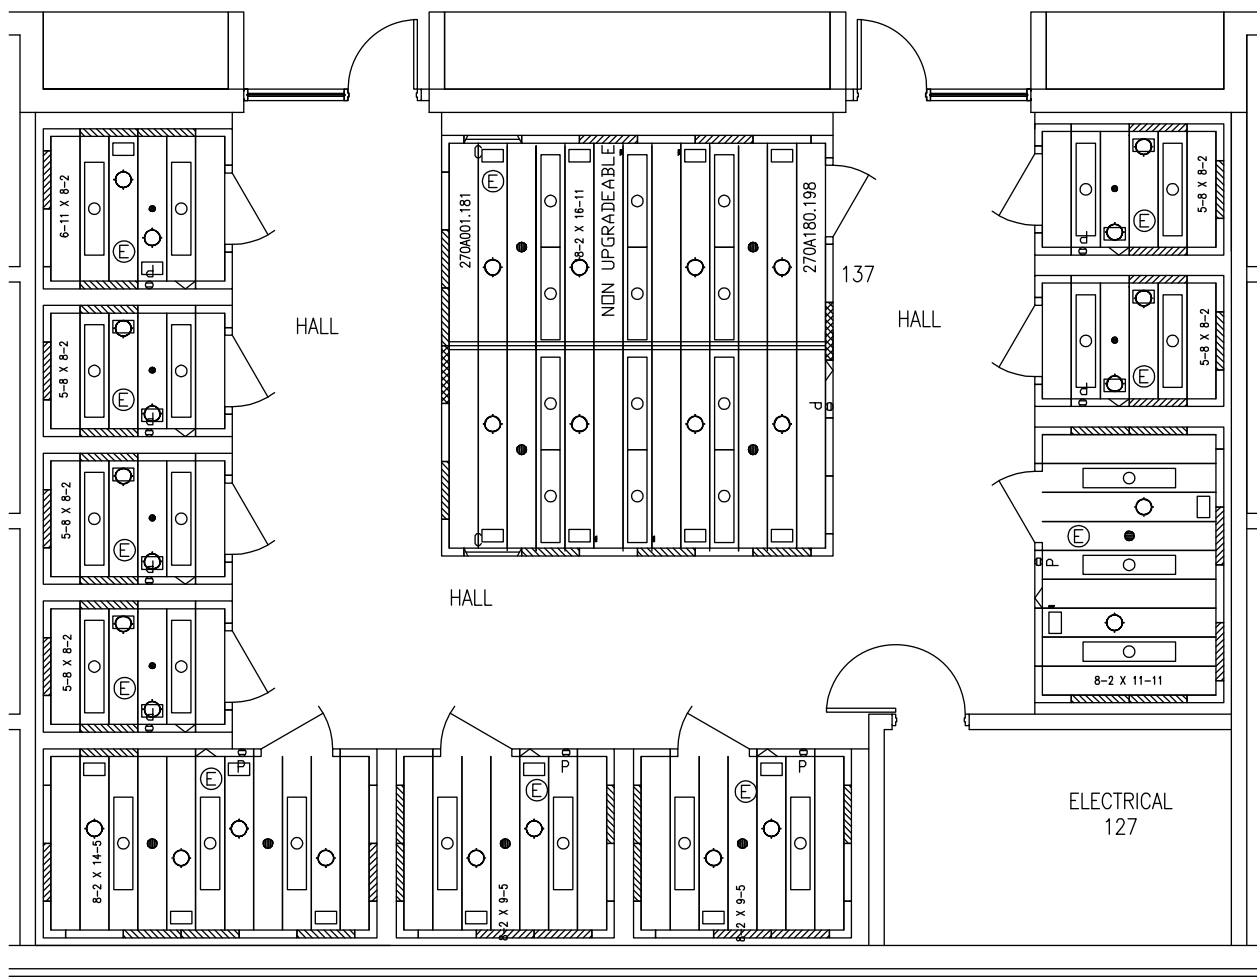 6-11 X 8-2
E
P
5-8 X 8-2
E
P
5-8 X 8-2
E
P
5-8 X 8-2
E
P
HALL
270A001.181
E
8-2 X 16-11
NON UPGRADEABLE
270A180.198
137
P
HALL
HALL
5-8 X 8-2
E
P
5-8 X 8-2
E
P
E
P
8-2 X 11-11
8-2 X 14-5
E
P
8-2 X 9-5
E
P
8-2 X 9-5
E
P
ELECTRICAL
127